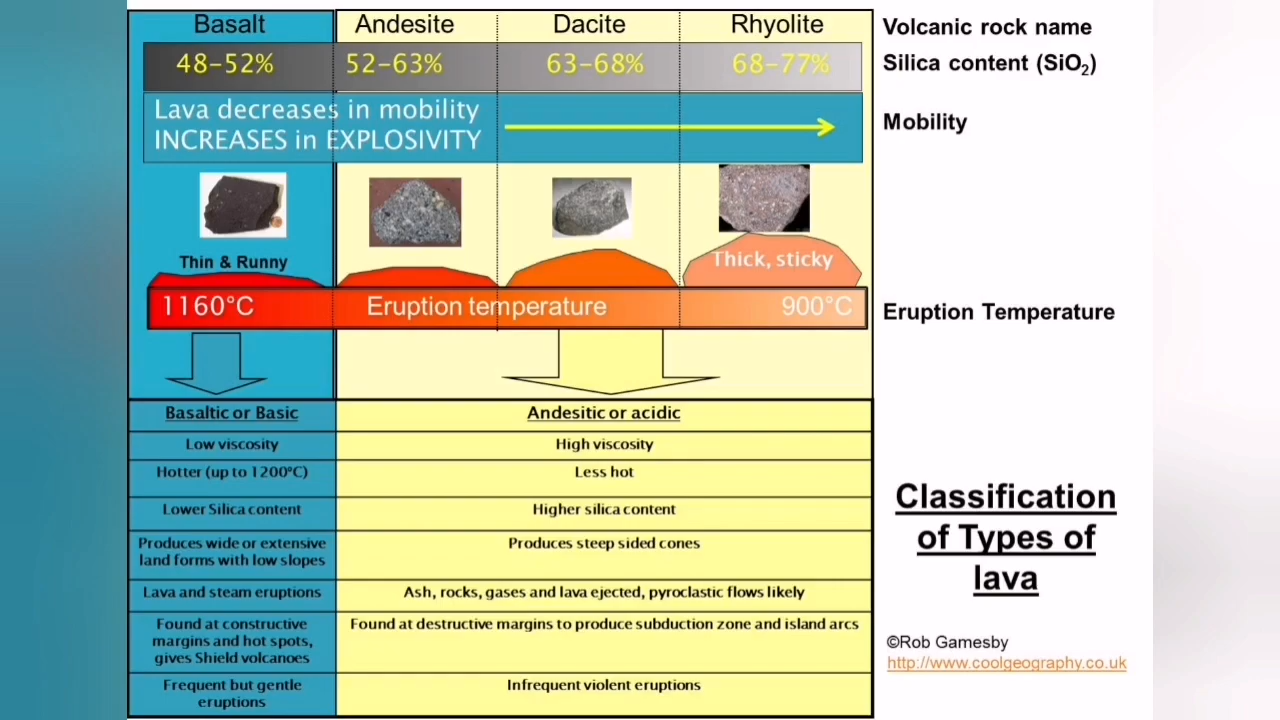 Basalt Andesite Dacite Rhyolite Volcanic rock name
48-52% 52-63% 63-68% 68-77% Silica content (SiO2)
Lava decreases in mobility
INCREASES in EXPLOSIVITY
Mobility
Thin & Runny
Thick, sticky
1160°C Eruption temperature 900°C Eruption Temperature
Basaltic or Basic Andesitic or acidic
Low viscosity High viscosity
Hotter (up to 1200°C) Less hot
Lower Silica content Higher silica content
Produces wide or extensive
land forms with low slopes
Produces steep sided cones
Lava and steam eruptions Ash, rocks, gases and lava ejected, pyroclastic flows likely
Found at constructive
margins and hot spots,
gives Shield volcanoes
Found at destructive margins to produce subduction zone and island arcs
Frequent but gentle
eruptions
Infrequent violent eruptions
Classification
of Types of
lava
©Rob Gamesby
http://www.coolgeography.co.uk